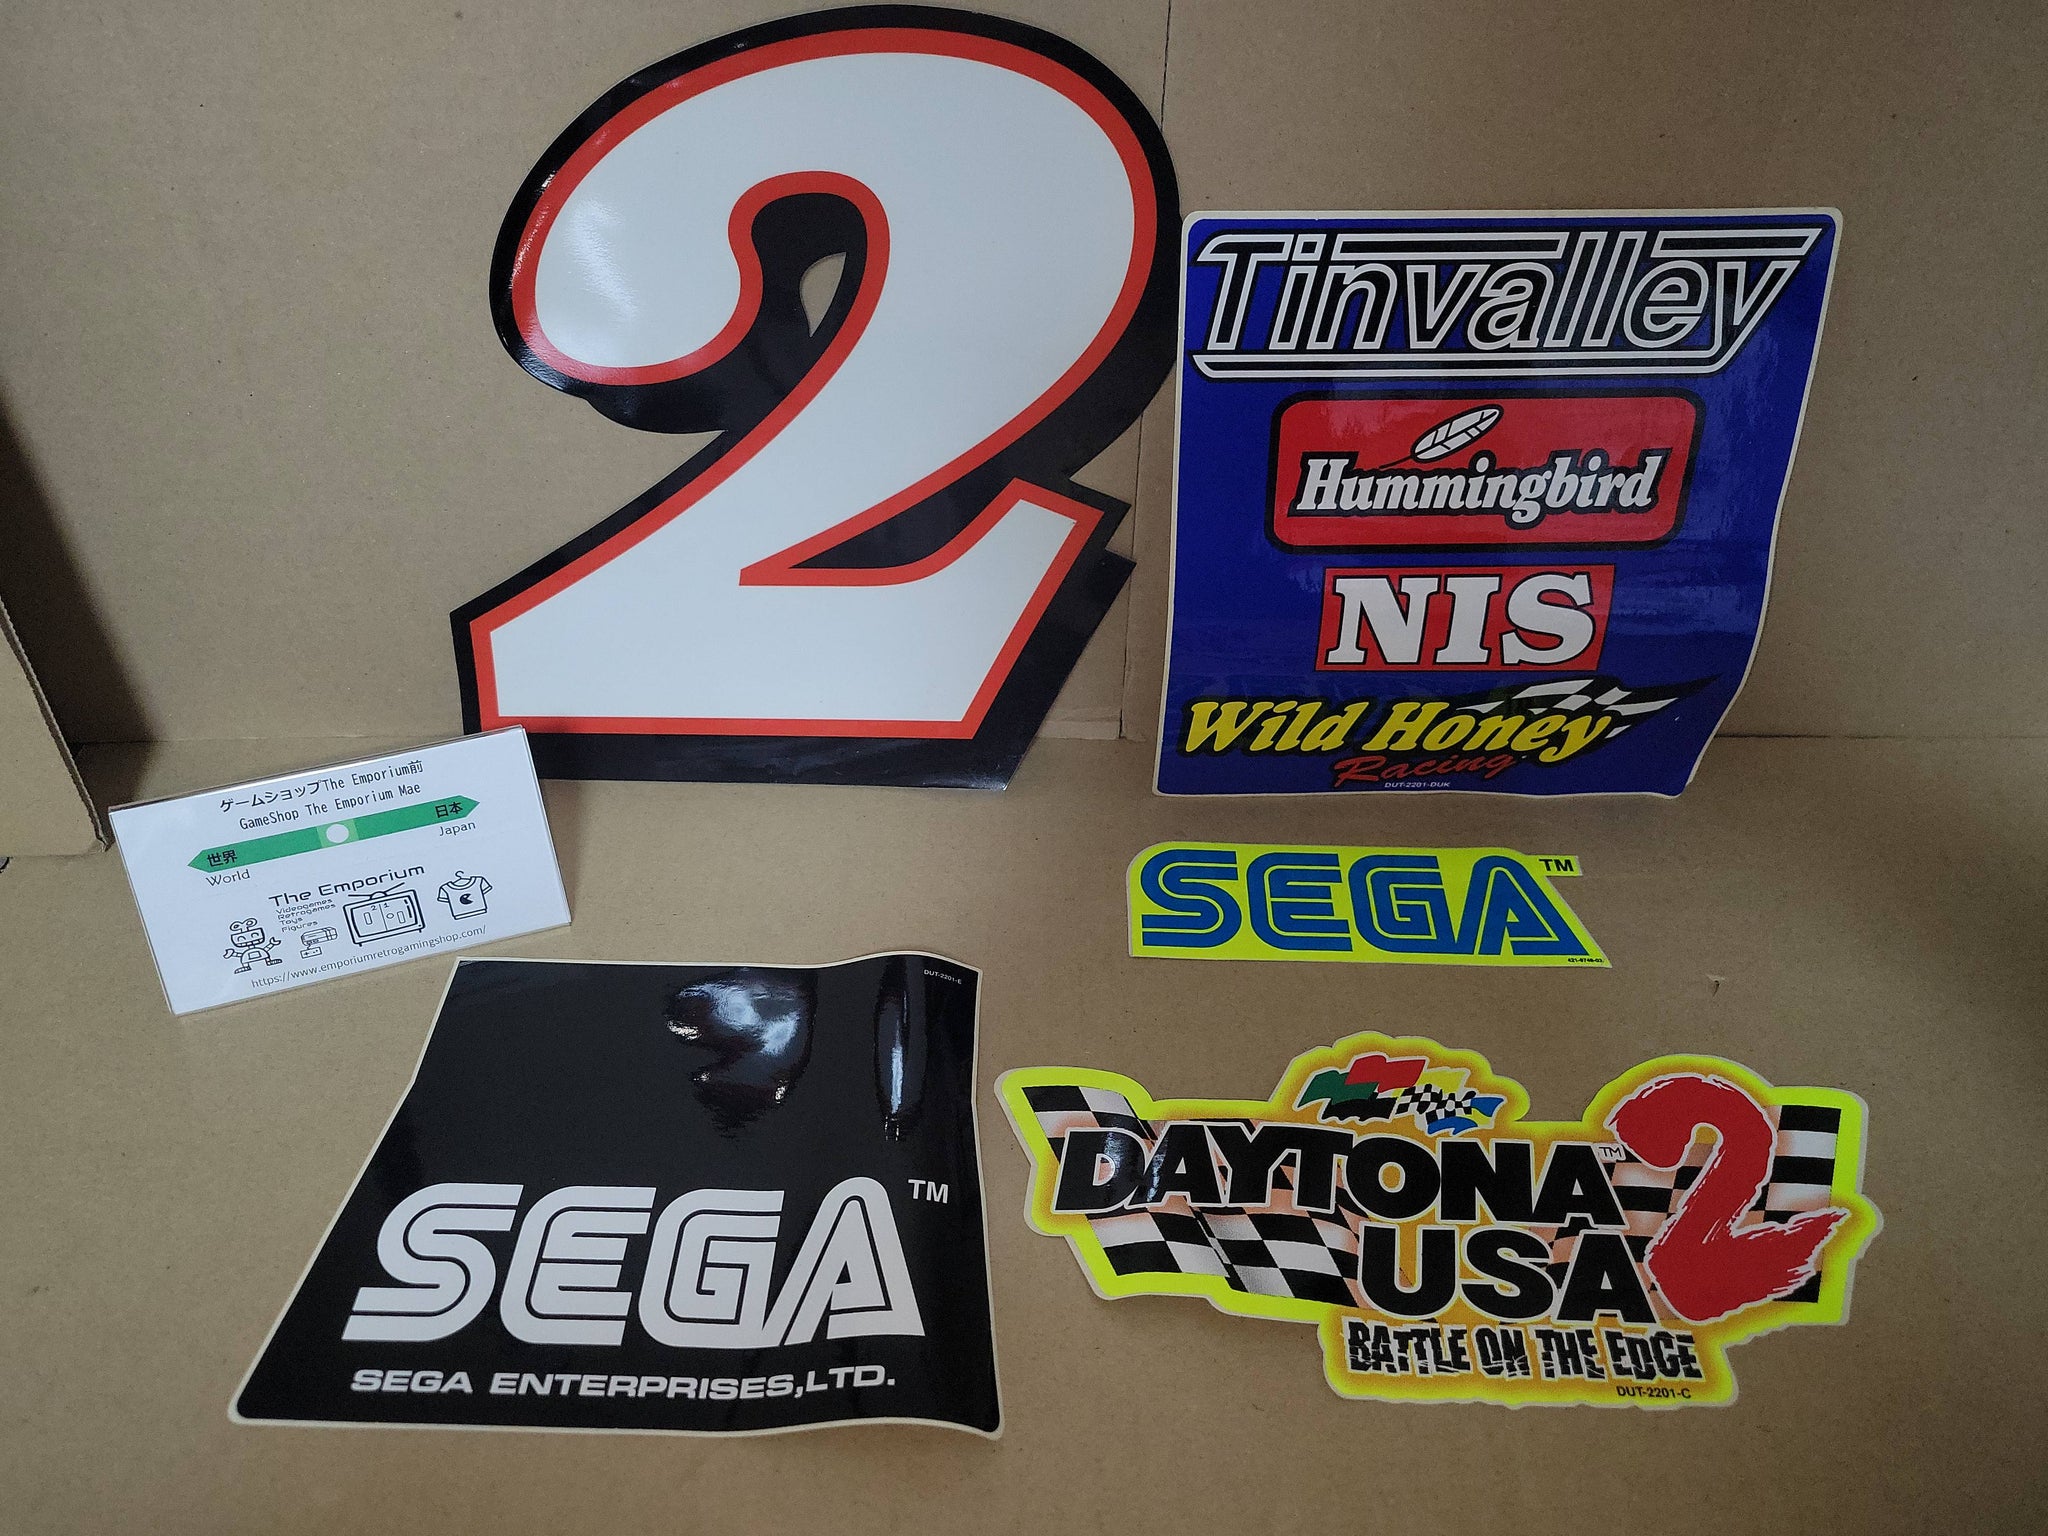 2
Tinvalley
Hummingbird
NIS
Wild Honey
Racing
DUT-2201-DUK
ゲームショップThe Emporium前
GameShop The Emporium Mae
日本
Japan
世界
World
The Emporium
Videogames
Retrogames
Toys
Figures
2 1
https://www.emporiumretrogamingshop.com/
SEGA TM
DUT-2201-E
SEGA TM
SEGA ENTERPRISES,LTD.
DAYTONA TM 2
USA
BATTLE ON THE EDGE
DUT-2201-C